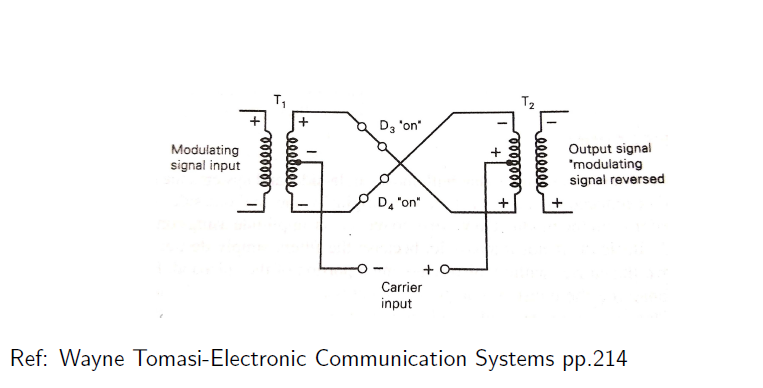 T1
T2
+
+
D3 "on"
−
−
−
+
Modulating
signal input
Output signal
"modulating
signal reversed
−
−
D4 "on"
+
+
− +
Carrier
input
Ref: Wayne Tomasi-Electronic Communication Systems pp.214